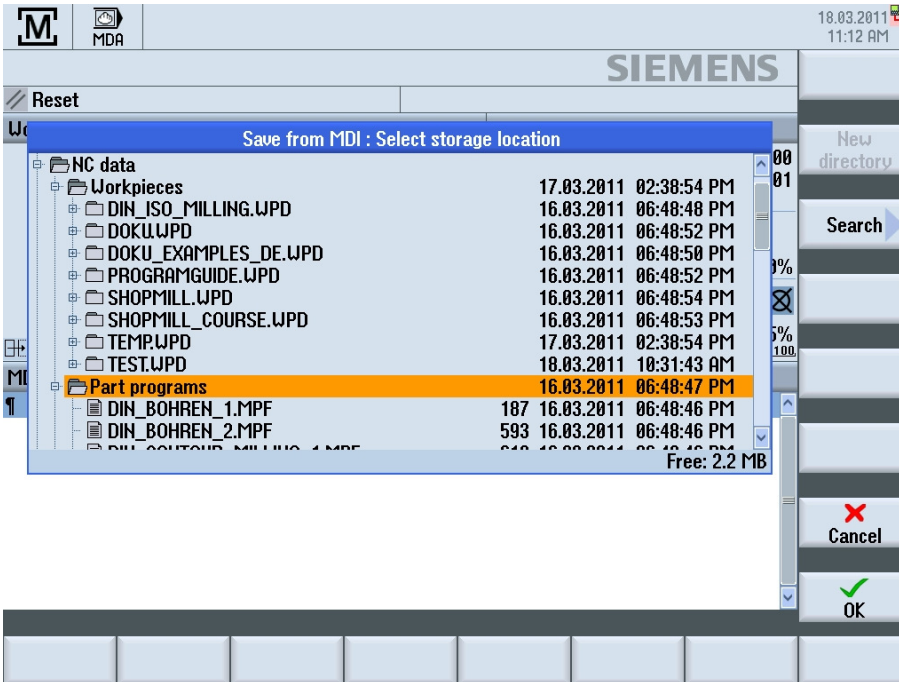 M
MDA
18.03.2011
11:12 AM
SIEMENS
Reset
Save from MDI : Select storage location
New
directory
NC data
00
Workpieces 17.03.2011 02:38:54 PM
01
DIN_ISO_MILLING.WPD 16.03.2011 06:48:48 PM
DOKU.WPD 16.03.2011 06:48:52 PM
Search
DOKU_EXAMPLES_DE.WPD 16.03.2011 06:48:50 PM
PROGRAMGUIDE.WPD 16.03.2011 06:48:52 PM
SHOPMILL.WPD 16.03.2011 06:48:54 PM
SHOPMILL_COURSE.WPD 16.03.2011 06:48:53 PM
TEMP.WPD 17.03.2011 02:38:54 PM
TEST.WPD 18.03.2011 10:31:43 AM
Part programs 16.03.2011 06:48:47 PM
DIN_BOHREN_1.MPF 187 16.03.2011 06:48:46 PM
DIN_BOHREN_2.MPF 593 16.03.2011 06:48:46 PM
Free: 2.2 MB
Cancel
OK